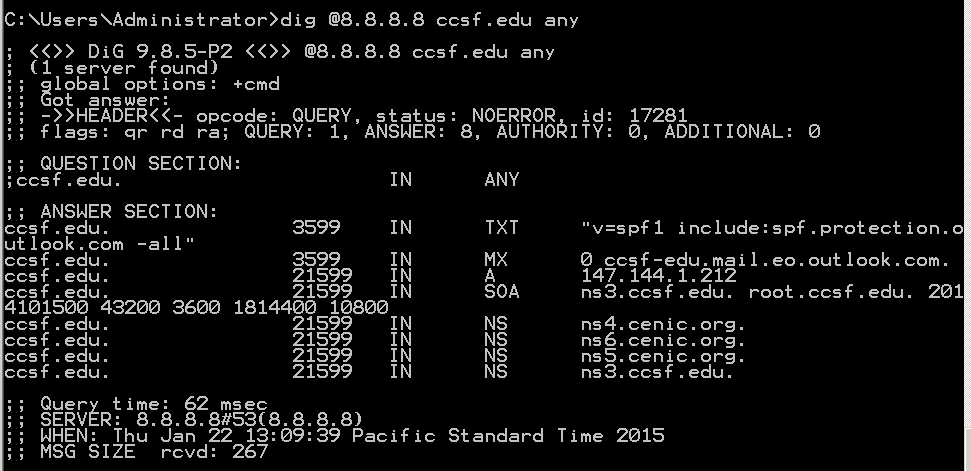 C:\Users\Administrator>dig @8.8.8.8 ccsf.edu any
; <<>> DiG 9.8.5-P2 <<>> @8.8.8.8 ccsf.edu any
; (1 server found)
;; global options: +cmd
;; Got answer:
;; ->>HEADER<<- opcode: QUERY, status: NOERROR, id: 17281
;; flags: qr rd ra; QUERY: 1, ANSWER: 8, AUTHORITY: 0, ADDITIONAL: 0
;; QUESTION SECTION:
;ccsf.edu. IN ANY
;; ANSWER SECTION:
ccsf.edu. 3599 IN TXT "v=spf1 include:spf.protection.o
utlook.com -all"
ccsf.edu. 3599 IN MX 0 ccsf-edu.mail.eo.outlook.com.
ccsf.edu. 21599 IN A 147.144.1.212
ccsf.edu. 21599 IN SOA ns3.ccsf.edu. root.ccsf.edu. 201
4101500 43200 3600 1814400 10800
ccsf.edu. 21599 IN NS ns4.cenic.org.
ccsf.edu. 21599 IN NS ns6.cenic.org.
ccsf.edu. 21599 IN NS ns5.cenic.org.
ccsf.edu. 21599 IN NS ns3.ccsf.edu.
;; Query time: 62 msec
;; SERVER: 8.8.8.8#53(8.8.8.8)
;; WHEN: Thu Jan 22 13:09:39 Pacific Standard Time 2015
;; MSG SIZE rcvd: 267